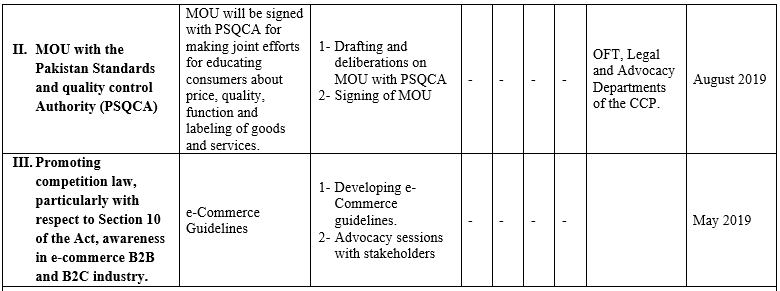 II. MOU with the
Pakistan Standards
and quality control
Authority (PSQCA)
MOU will be signed
with PSQCA for
making joint efforts
for educating
consumers about
price, quality,
function and
labeling of goods
and services.
1- Drafting and
deliberations on
MOU with PSQCA
2- Signing of MOU
- - - -
OFT, Legal
and Advocacy
Departments
of the CCP.
August 2019
III. Promoting
competition law,
particularly with
respect to Section 10
of the Act, awareness
in e-commerce B2B
and B2C industry.
e-Commerce
Guidelines
1- Developing e-
Commerce
guidelines.
2- Advocacy sessions
with stakeholders
- - - -
May 2019